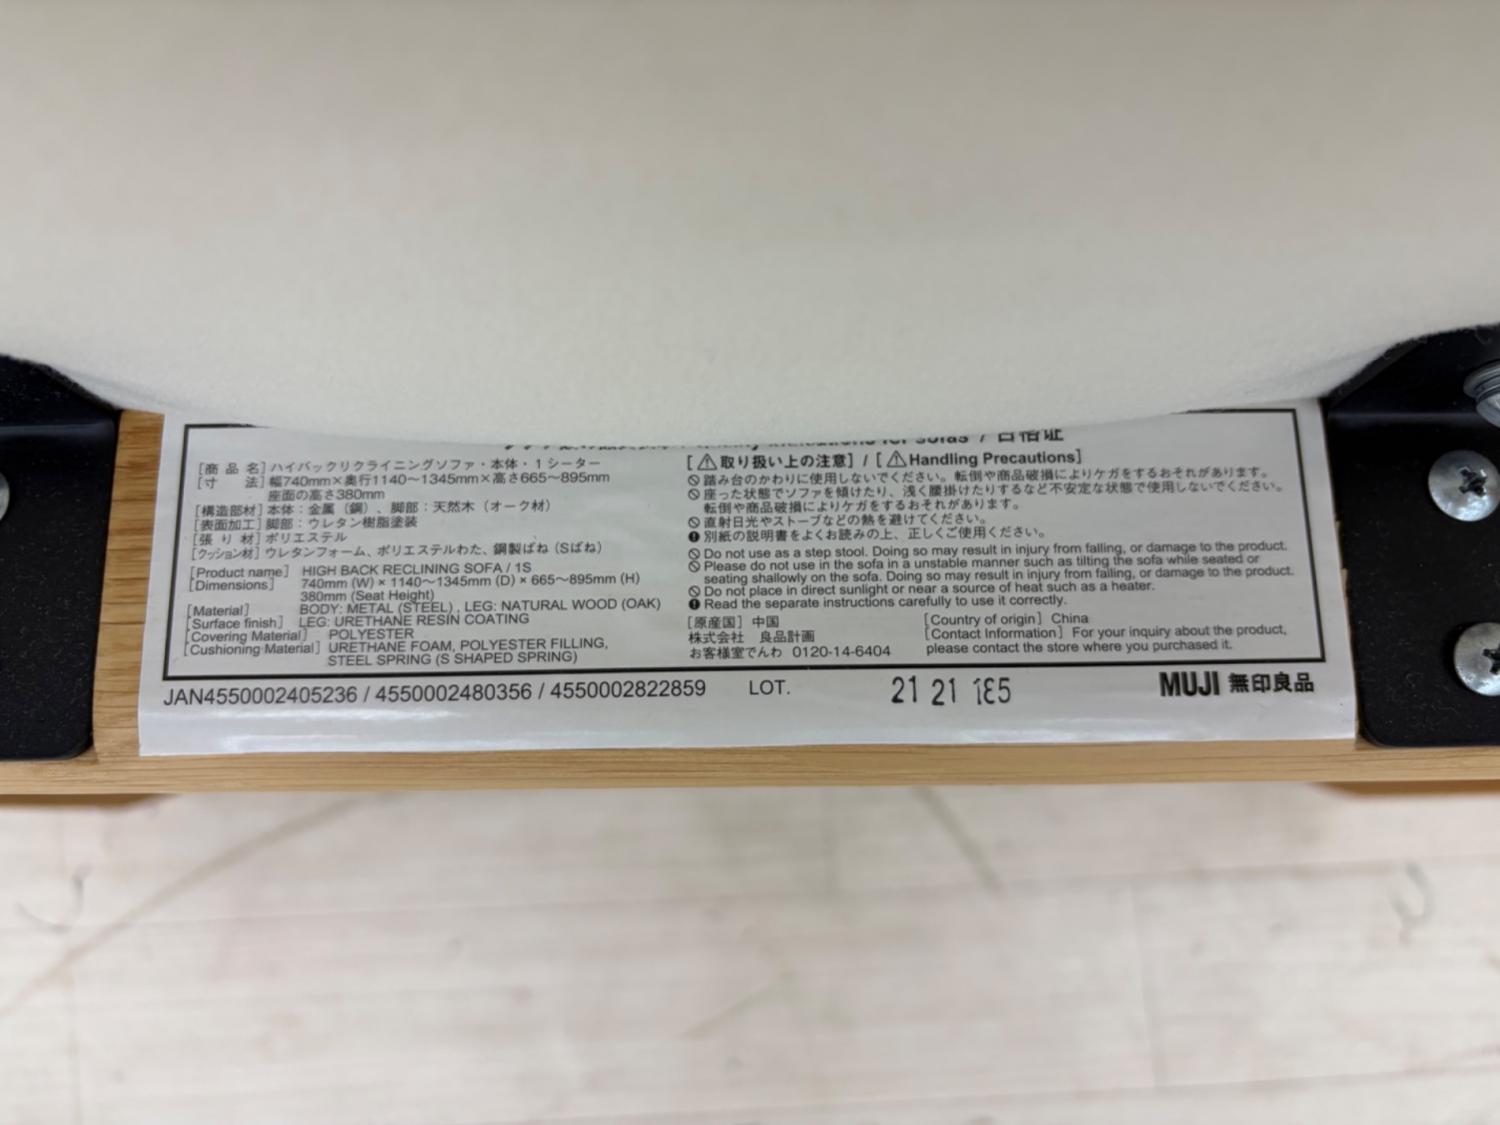 for sofas / 合格证
[商品名] ハイバックリクライニングソファ・本体・1シーター
[寸 法] 幅740mm×奥行1140～1345mm×高さ665～895mm
座面の高さ380mm
[構造部材] 本体：金属（鋼）、脚部：天然木（オーク材）
[表面加工] 脚部：ウレタン樹脂塗装
[張り材] ポリエステル
[クッション材] ウレタンフォーム、ポリエステルわた、鋼製ばね（Sばね）
[Product name] HIGH BACK RECLINING SOFA / 1S
[Dimensions] 740mm (W) × 1140～1345mm (D) × 665～895mm (H)
380mm (Seat Height)
[Material] BODY: METAL (STEEL) , LEG: NATURAL WOOD (OAK)
[Surface finish] LEG: URETHANE RESIN COATING
[Covering Material] POLYESTER
[Cushioning Material] URETHANE FOAM, POLYESTER FILLING,
STEEL SPRING (S SHAPED SPRING)
[⚠取り扱い上の注意] / [⚠Handling Precautions]
踏み台のかわりに使用しないでください。転倒や商品破損によりケガをするおそれがあります。
座った状態でソファを傾けたり、浅く腰掛けたりするなど不安定な状態で使用しないでください。
転倒や商品破損によりケガをするおそれがあります。
直射日光やストーブなどの熱を避けてください。
別紙の説明書をよくお読みの上、正しくご使用ください。
Do not use as a step stool. Doing so may result in injury from falling, or damage to the product.
Please do not use in the sofa in a unstable manner such as tilting the sofa while seated or
seating shallowly on the sofa. Doing so may result in injury from falling, or damage to the product.
Do not place in direct sunlight or near a source of heat such as a heater.
Read the separate instructions carefully to use it correctly.
[原産国] 中国
株式会社 良品計画
お客様室でんわ 0120-14-6404
[Country of origin] China
[Contact Information] For your inquiry about the product,
please contact the store where you purchased it.
JAN4550002405236 / 4550002480356 / 4550002822859 LOT. 21 21 1E5 MUJI 無印良品